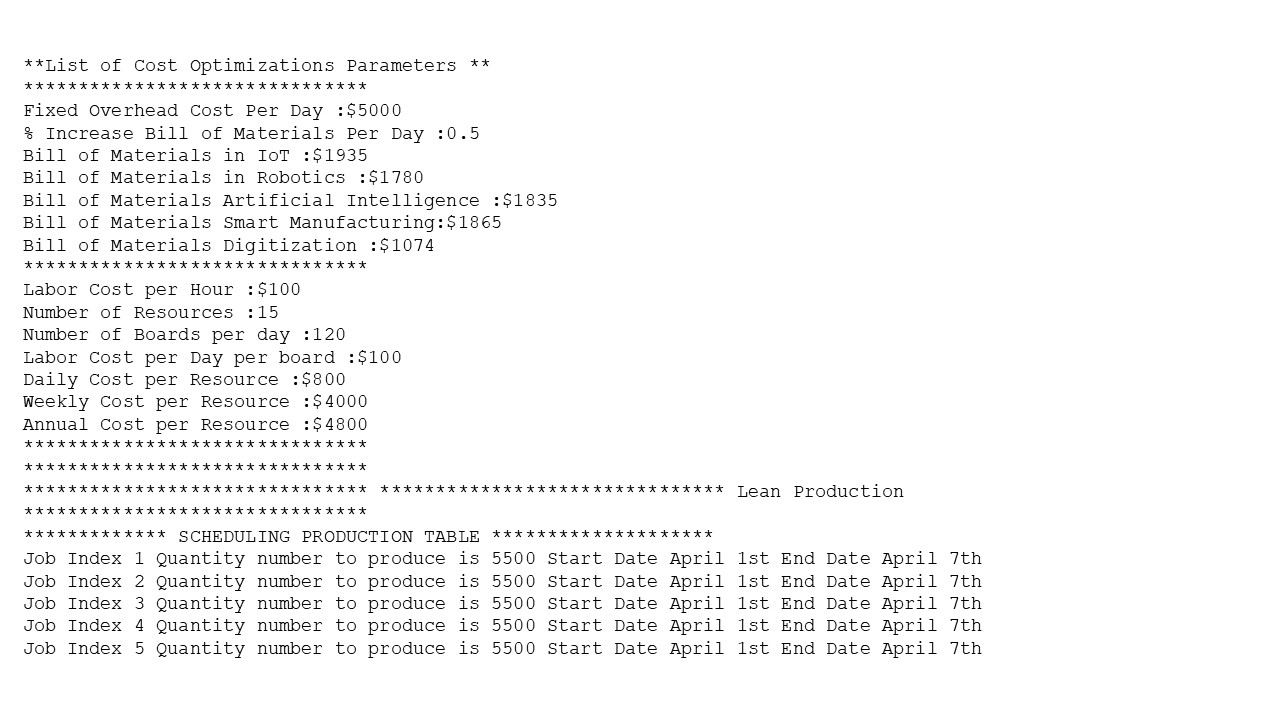 **List of Cost Optimizations Parameters **
*******************************
Fixed Overhead Cost Per Day :$5000
% Increase Bill of Materials Per Day :0.5
Bill of Materials in IoT :$1935
Bill of Materials in Robotics :$1780
Bill of Materials Artificial Intelligence :$1835
Bill of Materials Smart Manufacturing:$1865
Bill of Materials Digitization :$1074
*******************************
Labor Cost per Hour :$100
Number of Resources :15
Number of Boards per day :120
Labor Cost per Day per board :$100
Daily Cost per Resource :$800
Weekly Cost per Resource :$4000
Annual Cost per Resource :$4800
*******************************
*******************************
******************************* ******************************* Lean Production
*******************************
************* SCHEDULING PRODUCTION TABLE ********************
Job Index 1 Quantity number to produce is 5500 Start Date April 1st End Date April 7th
Job Index 2 Quantity number to produce is 5500 Start Date April 1st End Date April 7th
Job Index 3 Quantity number to produce is 5500 Start Date April 1st End Date April 7th
Job Index 4 Quantity number to produce is 5500 Start Date April 1st End Date April 7th
Job Index 5 Quantity number to produce is 5500 Start Date April 1st End Date April 7th